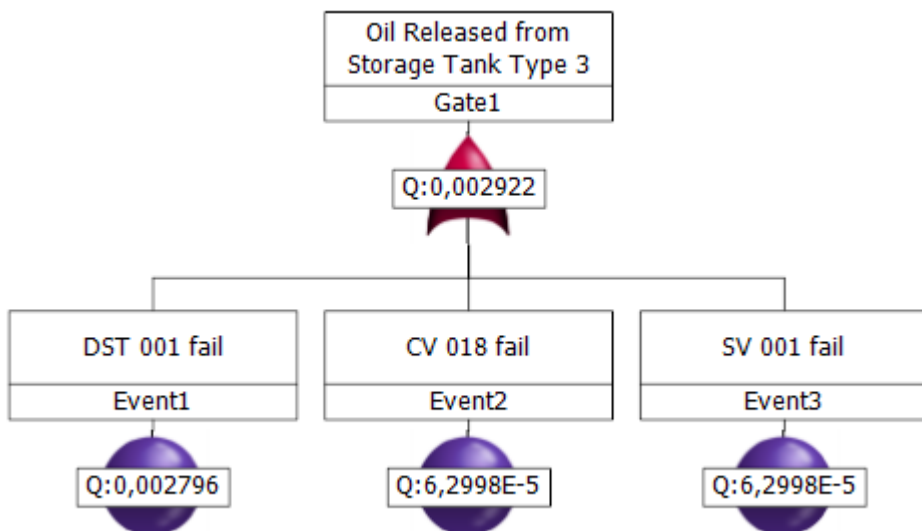 Oil Released from
Storage Tank Type 3
Gate1
Q:0,002922
DST 001 fail
Event1
Q:0,002796
CV 018 fail
Event2
Q:6,2998E-5
SV 001 fail
Event3
Q:6,2998E-5